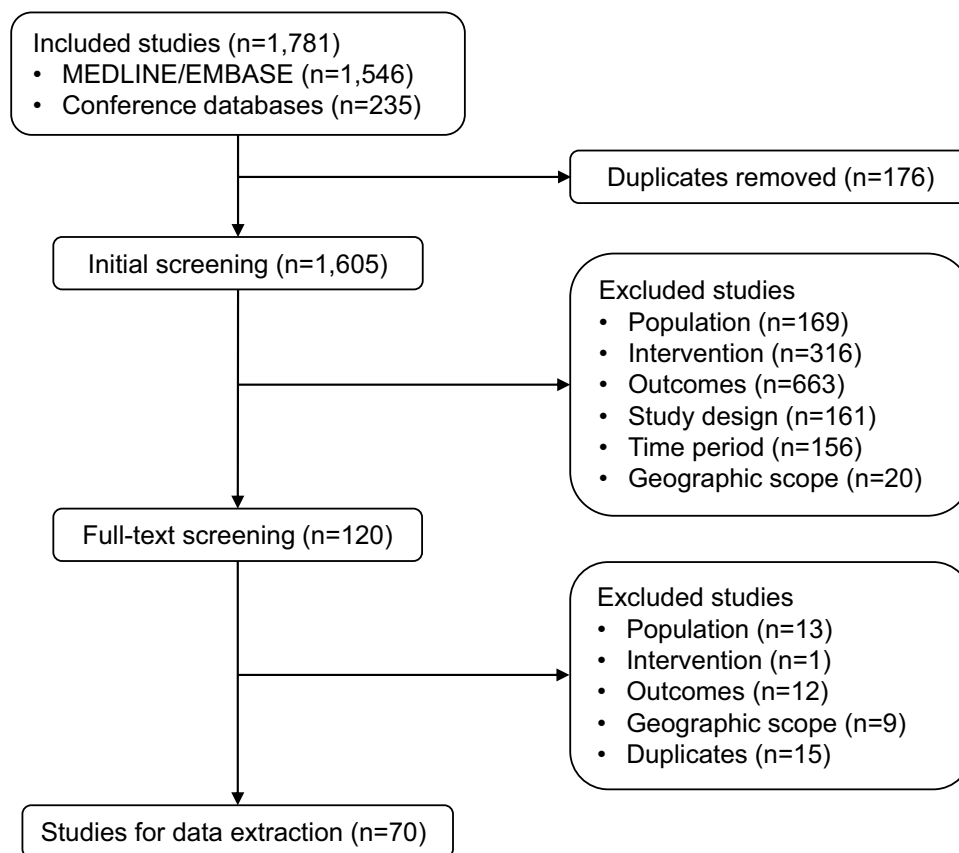 Included studies (n=1,781)
• MEDLINE/EMBASE (n=1,546)
• Conference databases (n=235)
Duplicates removed (n=176)
Initial screening (n=1,605)
Excluded studies
• Population (n=169)
• Intervention (n=316)
• Outcomes (n=663)
• Study design (n=161)
• Time period (n=156)
• Geographic scope (n=20)
Full-text screening (n=120)
Excluded studies
• Population (n=13)
• Intervention (n=1)
• Outcomes (n=12)
• Geographic scope (n=9)
• Duplicates (n=15)
Studies for data extraction (n=70)